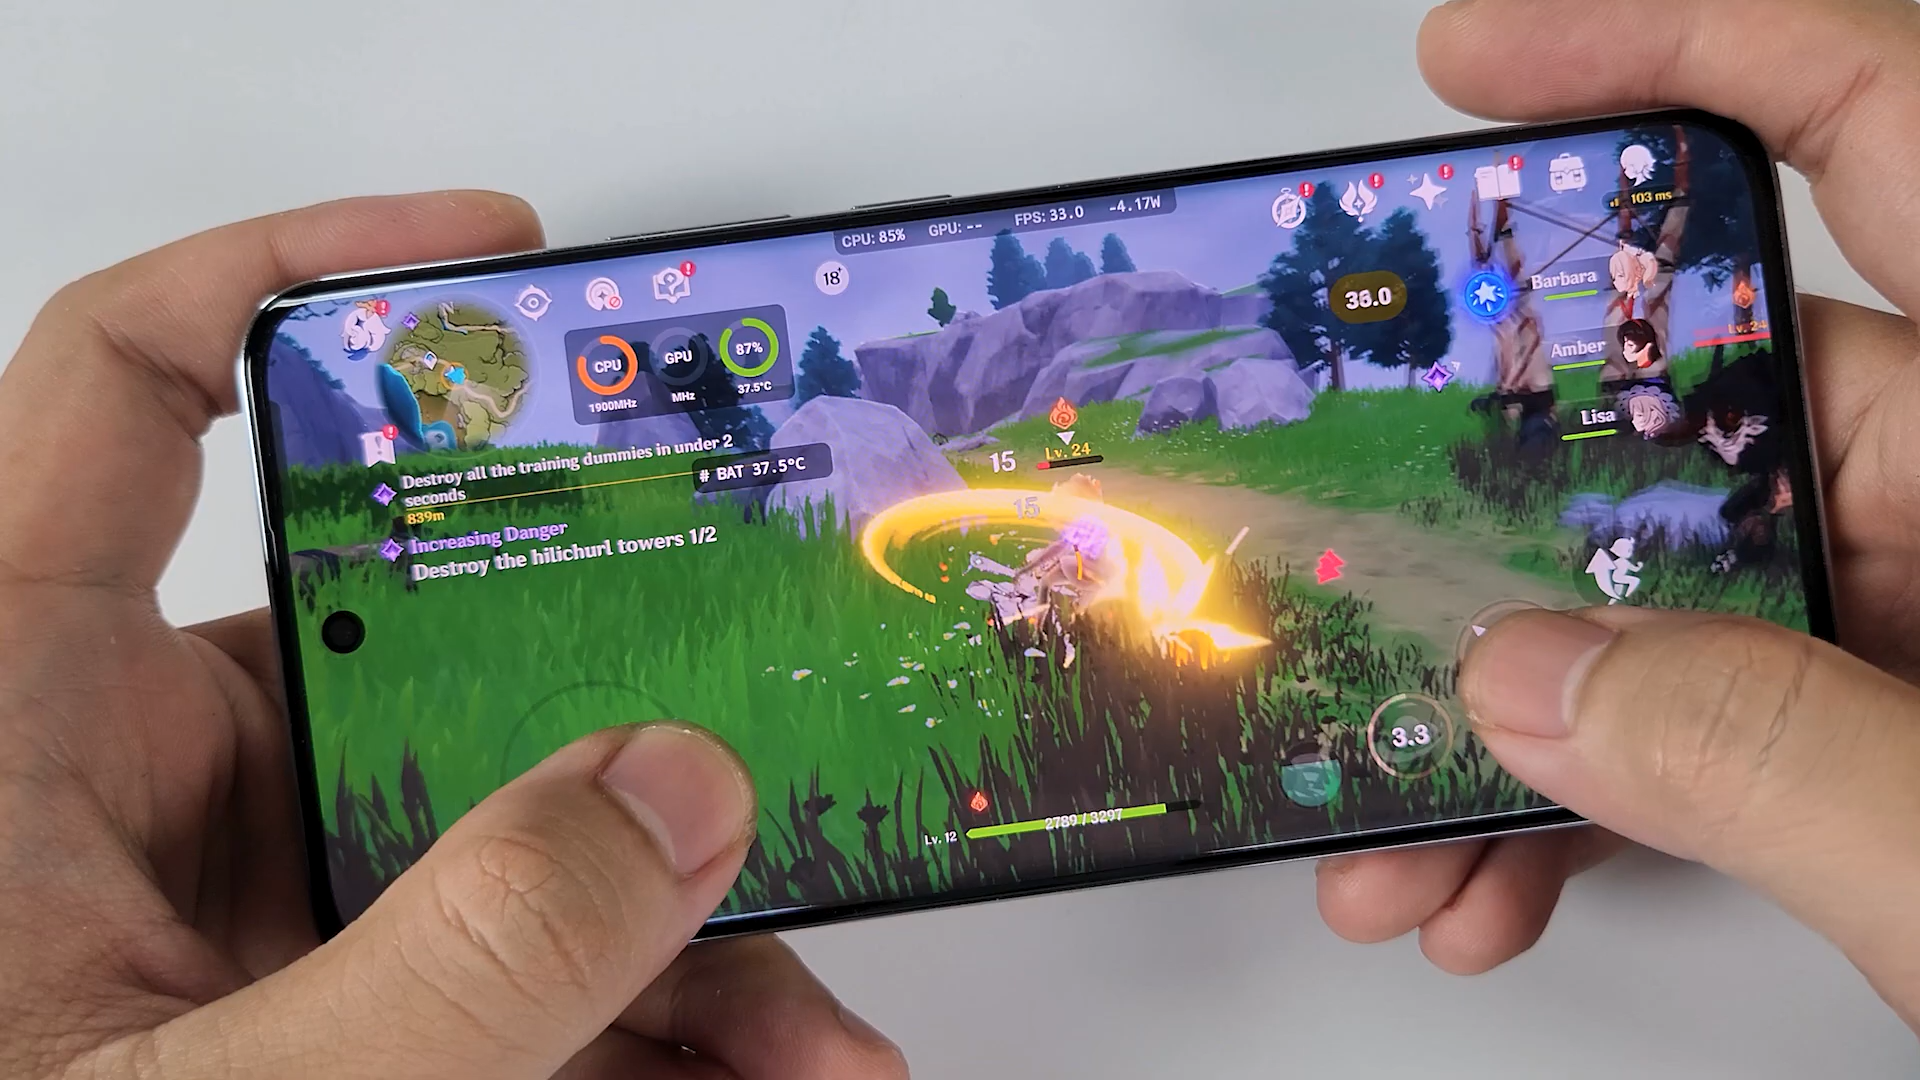 CPU: 85% GPU: -- FPS: 33.0 -4.17W
103 ms
18+
CPU
1900MHz
GPU
MHz
87%
37.5°C
36.0
Barbara
Amber
Lisa
Lv. 24
# BAT 37.5°C
Destroy all the training dummies in under 2
seconds
839m
Increasing Danger
Destroy the hilichurl towers 1/2
15
Lv. 24
15
3.3
Lv. 12
2789 / 3297